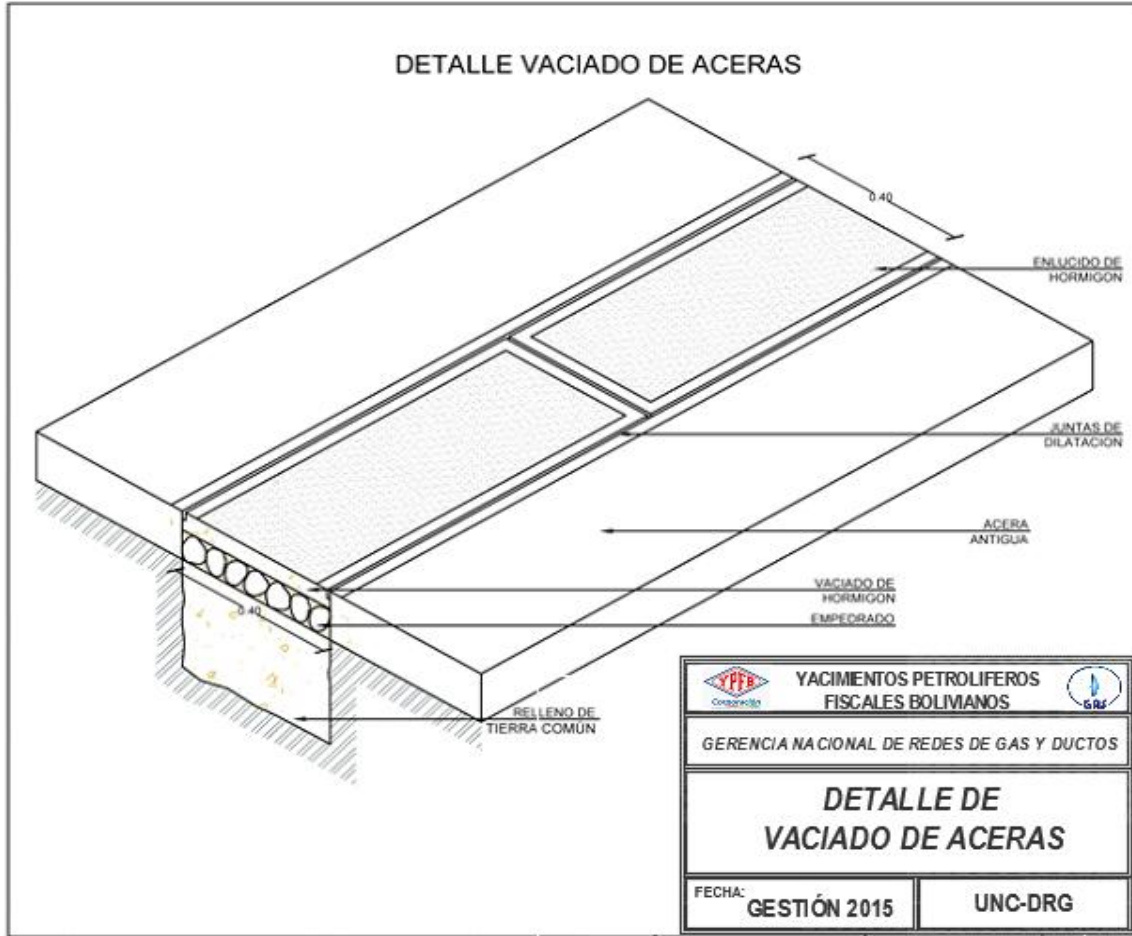 DETALLE VACIADO DE ACERAS
0.40
ENLUCIDO DE
HORMIGON
JUNTAS DE
DILATACION
ACERA
ANTIGUA
VACIADO DE
HORMIGON
EMPEDRADO
0.40
RELLENO DE
TIERRA COMÚN
YPFB
Corporación
YACIMIENTOS PETROLIFEROS
FISCALES BOLIVIANOS
GAS
GERENCIA NACIONAL DE REDES DE GAS Y DUCTOS
DETALLE DE
VACIADO DE ACERAS
FECHA: GESTIÓN 2015
UNC-DRG